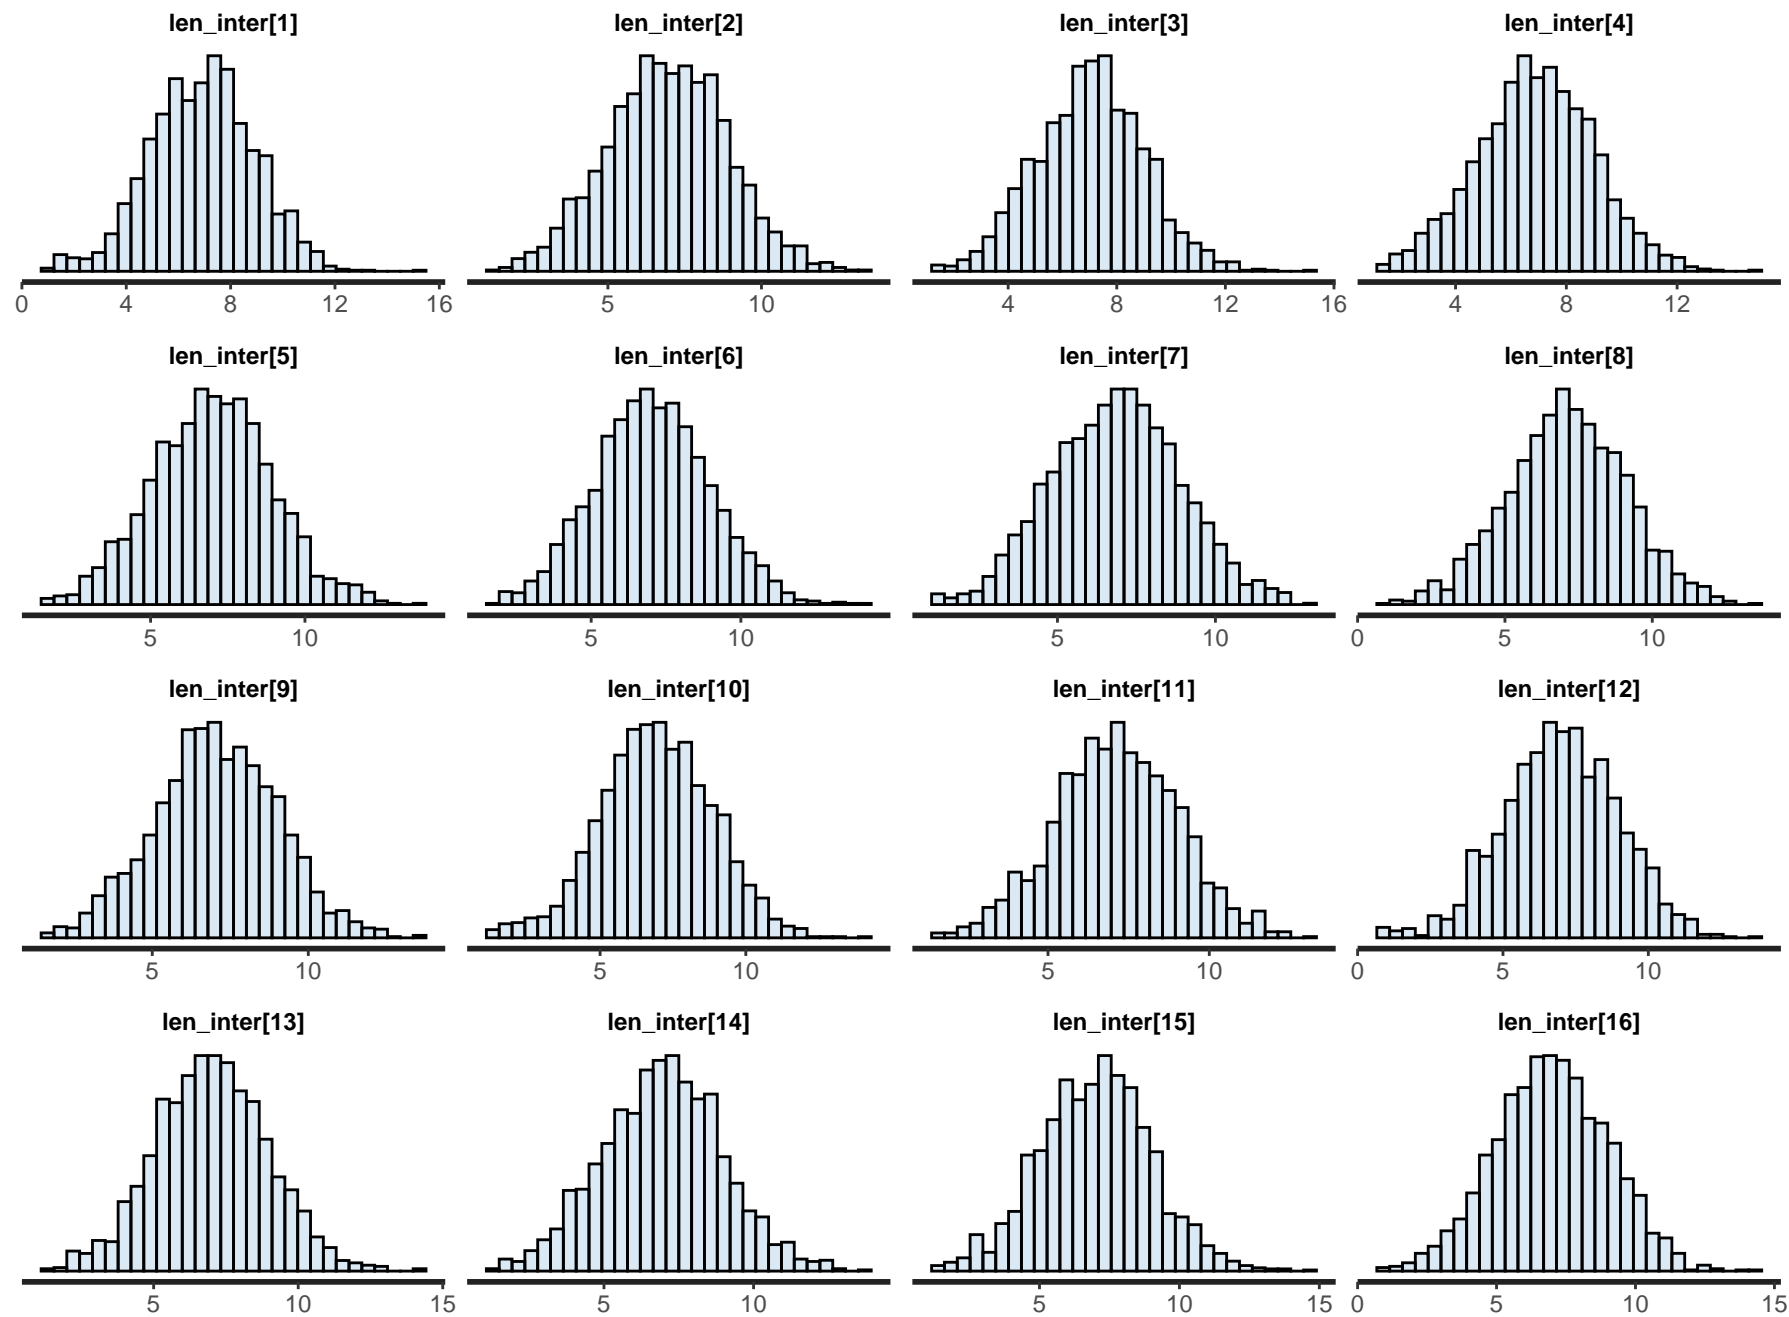 len_inter[1] len_inter[2] len_inter[3] len_inter[4]
0 4 8 12 16 5 10 4 8 12 16 4 8 12
len_inter[5] len_inter[6] len_inter[7] len_inter[8]
5 10 5 10 5 10 0 5 10
len_inter[9] len_inter[10] len_inter[11] len_inter[12]
5 10 5 10 5 10 0 5 10
len_inter[13] len_inter[14] len_inter[15] len_inter[16]
5 10 15 5 10 5 10 15 0 5 10 15